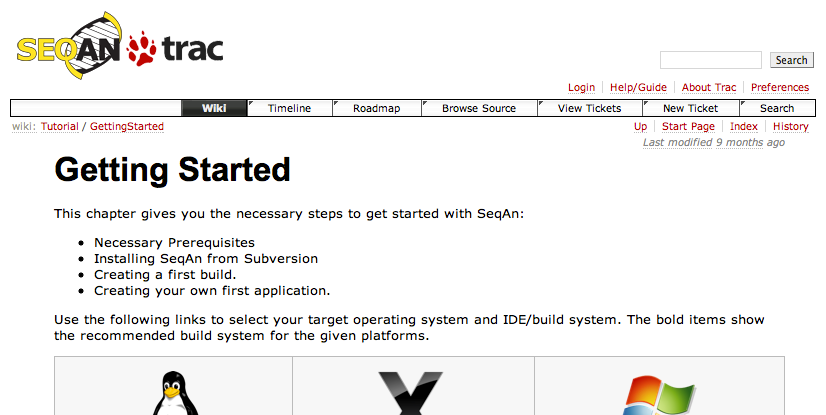 SEQAN trac
Search
Login Help/Guide About Trac Preferences
Wiki Timeline Roadmap Browse Source View Tickets New Ticket Search
wiki: Tutorial / GettingStarted Up Start Page Index History
Last modified 9 months ago
Getting Started
This chapter gives you the necessary steps to get started with SeqAn:
• Necessary Prerequisites
• Installing SeqAn from Subversion
• Creating a first build.
• Creating your own first application.
Use the following links to select your target operating system and IDE/build system. The bold items show
the recommended build system for the given platforms.